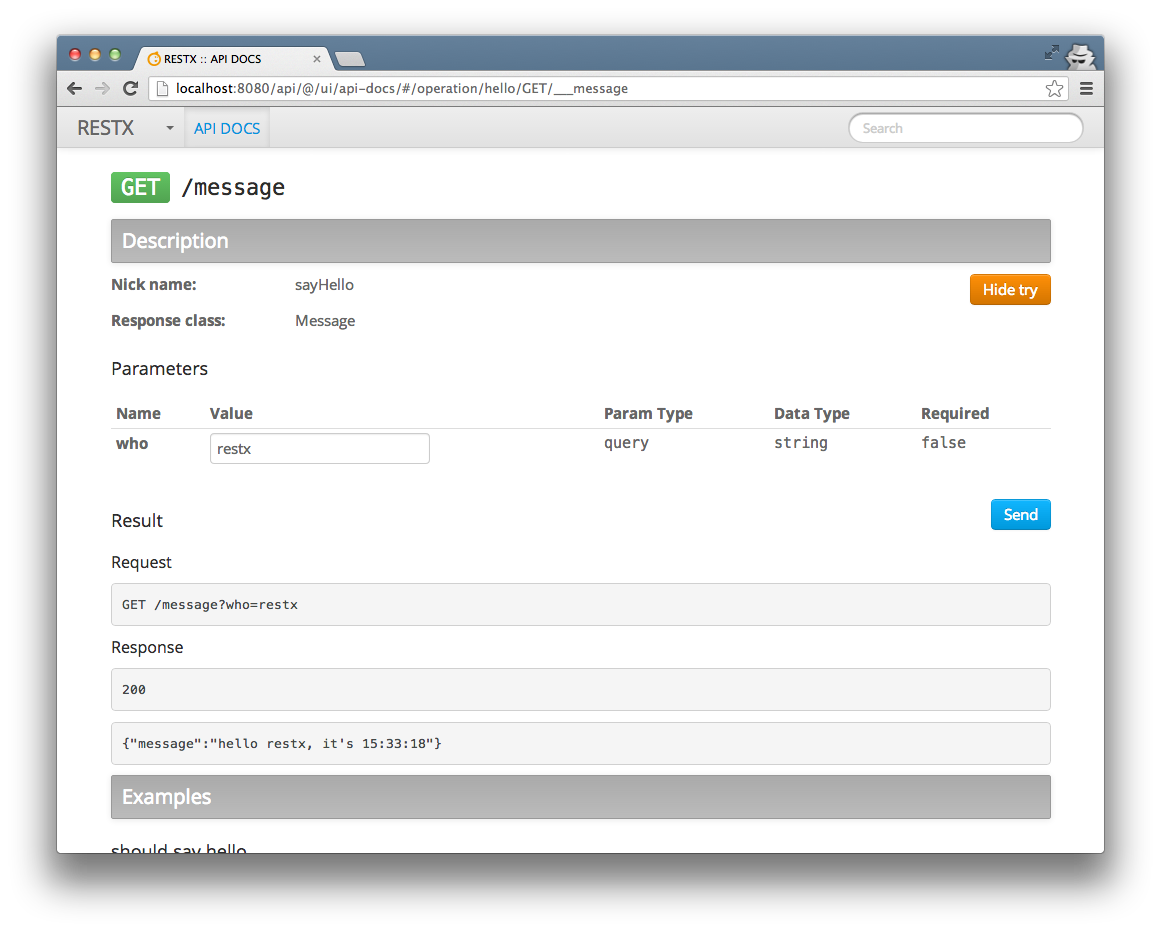 RESTX :: API DOCS
localhost:8080/api/@/ui/api-docs/#/operation/hello/GET/___message
RESTX API DOCS Search
GET /message
Description
Nick name: sayHello Hide try
Response class: Message
Parameters
Name Value Param Type Data Type Required
who restx query string false
Result Send
Request
GET /message?who=restx
Response
200
{"message":"hello restx, it's 15:33:18"}
Examples
should say hello